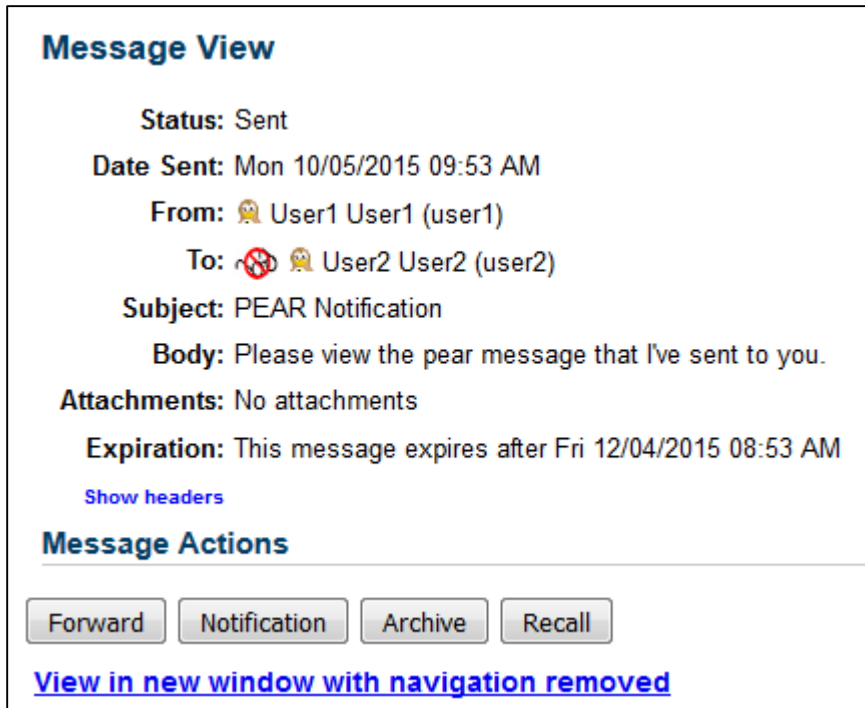 Message View
Status: Sent
Date Sent: Mon 10/05/2015 09:53 AM
From: User1 User1 (user1)
To: User2 User2 (user2)
Subject: PEAR Notification
Body: Please view the pear message that I've sent to you.
Attachments: No attachments
Expiration: This message expires after Fri 12/04/2015 08:53 AM
Show headers
Message Actions
Forward Notification Archive Recall
View in new window with navigation removed